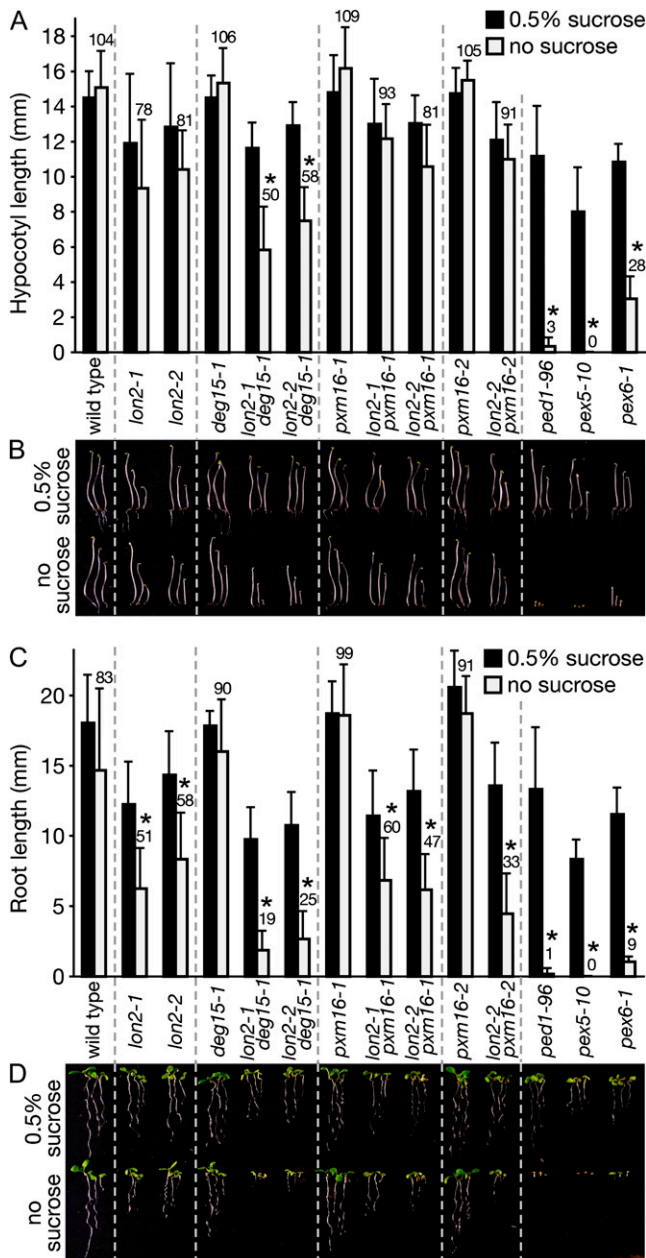 A
0.5% sucrose
no sucrose
Hypocotyl length (mm)
18
16
14
12
10
8
6
4
2
0
104
78
81
106
* 50
* 58
109
93
81
105
91
* 3
* 0
* 28
wild type
lon2-1
lon2-2
deg15-1
lon2-1
deg15-1
lon2-2
deg15-1
pxm16-1
lon2-1
pxm16-1
lon2-2
pxm16-1
pxm16-2
lon2-2
pxm16-2
ped1-96
pex5-10
pex6-1
B
0.5%
sucrose
no
sucrose
C
0.5% sucrose
no sucrose
Root length (mm)
20
15
10
5
0
83
* 51
* 58
90
* 19
* 25
99
* 60
* 47
91
* 33
* 1
* 0
* 9
wild type
lon2-1
lon2-2
deg15-1
lon2-1
deg15-1
lon2-2
deg15-1
pxm16-1
lon2-1
pxm16-1
lon2-2
pxm16-1
pxm16-2
lon2-2
pxm16-2
ped1-96
pex5-10
pex6-1
D
0.5%
sucrose
no
sucrose